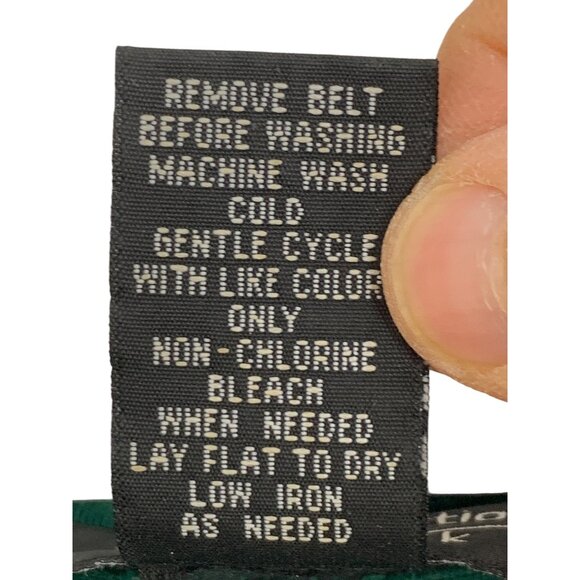 REMOVE BELT
BEFORE WASHING
MACHINE WASH
COLD
GENTLE CYCLE
WITH LIKE COLOR
ONLY
NON-CHLORINE
BLEACH
WHEN NEEDED
LAY FLAT TO DRY
LOW IRON
AS NEEDED
tio
K